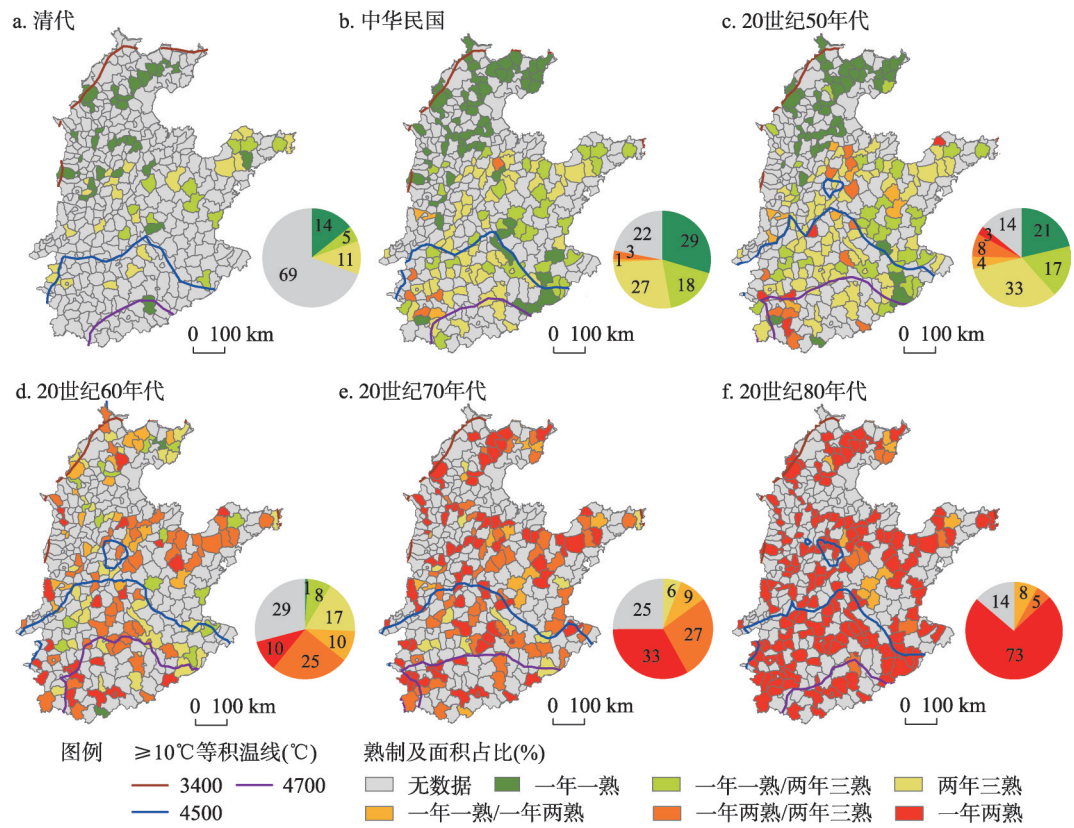 a. 清代
b. 中华民国
c. 20世纪50年代
14
5
11
69
0 100 km
22
29
3
1
27
18
0 100 km
14
21
3
8
4
17
33
0 100 km
d. 20世纪60年代
e. 20世纪70年代
f. 20世纪80年代
1
8
29
17
10
10
25
0 100 km
6
9
25
27
33
0 100 km
8
5
14
73
0 100 km
图例
≥10℃等积温线(℃)
熟制及面积占比(%)
3400
4700
无数据
一年一熟
一年一熟/两年三熟
两年三熟
4500
一年一熟/一年两熟
一年两熟/两年三熟
一年两熟